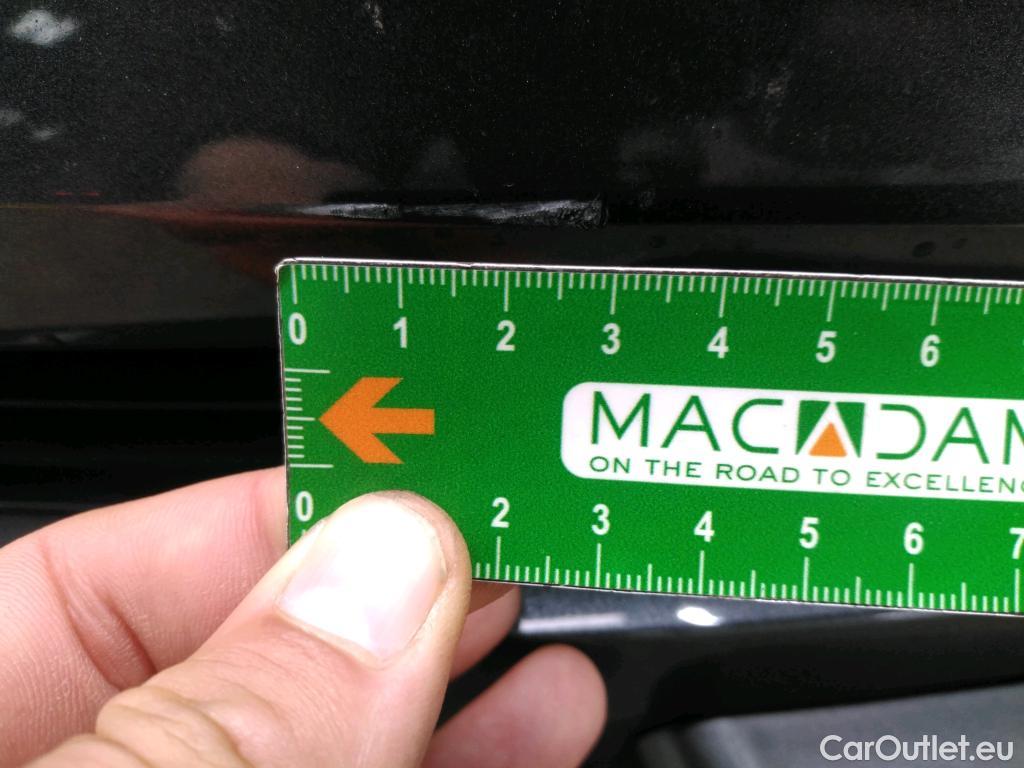 0 1 2 3 4 5 6
MACADAM
ON THE ROAD TO EXCELLENC
0 2 3 4 5 6 7
CarOutlet.eu